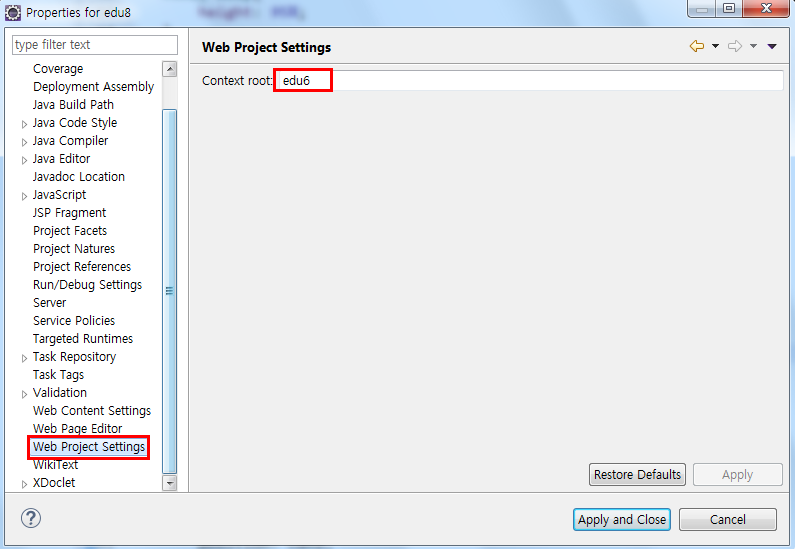 Properties for edu8
type filter text
Coverage
Deployment Assembly
Java Build Path
Java Code Style
Java Compiler
Java Editor
Javadoc Location
JavaScript
JSP Fragment
Project Facets
Project Natures
Project References
Run/Debug Settings
Server
Service Policies
Targeted Runtimes
Task Repository
Task Tags
Validation
Web Content Settings
Web Page Editor
Web Project Settings
WikiText
XDoclet
Web Project Settings
Context root: edu6
Restore Defaults Apply
Apply and Close Cancel